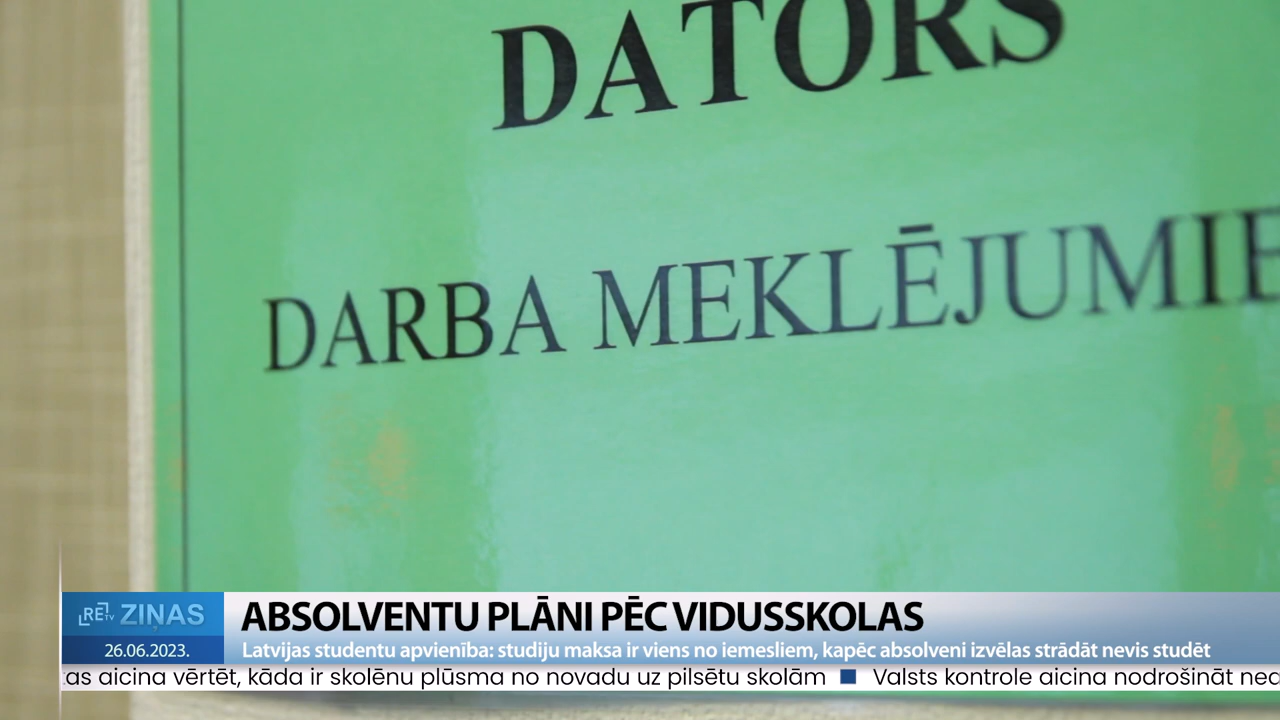 DATORS
DARBA MEKLĒJUMIE
RE TV ZIŅAS
ABSOLVENTU PLĀNI PĒC VIDUSSKOLAS
26.06.2023.
Latvijas studentu apvienība: studiju maksa ir viens no iemesliem, kapēc absolveni izvēlas strādāt nevis studēt
as aicina vērtēt, kāda ir skolēnu plūsma no novadu uz pilsētu skolām ■ Valsts kontrole aicina nodrošināt